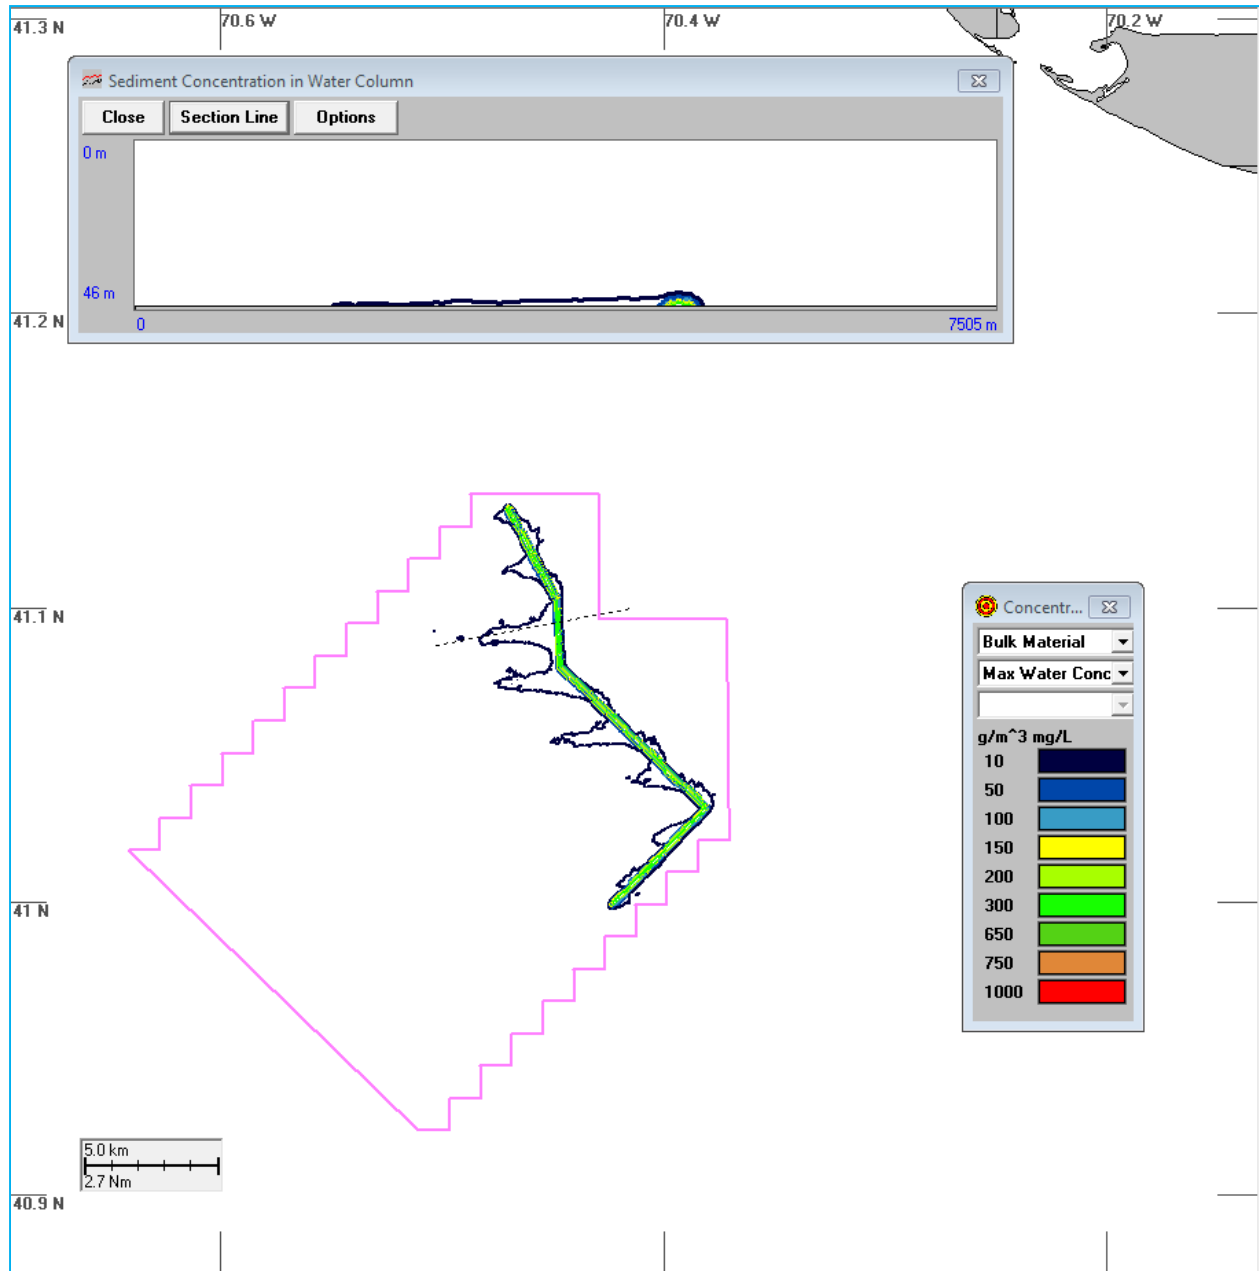 41.3 N
70.6 W
70.4 W
70.2 W
Sediment Concentration in Water Column
Close
Section Line
Options
0 m
46 m
0
7505 m
41.2 N
41.1 N
Concentr...
Bulk Material
Max Water Conc
g/m^3 mg/L
10
50
100
150
200
300
650
750
1000
41 N
5.0 km
2.7 Nm
40.9 N